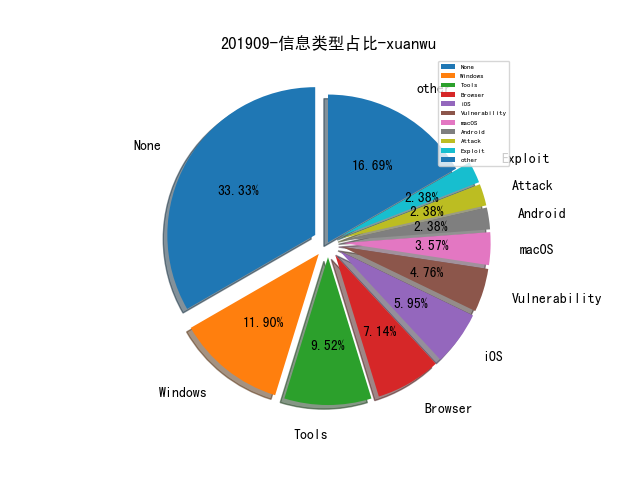 201909-信息类型占比-xuanwu
None
Windows
Tools
Browser
iOS
Vulnerability
macOS
Android
Attack
Exploit
other
None
33.33%
Windows
11.90%
Tools
9.52%
Browser
7.14%
iOS
5.95%
Vulnerability
4.76%
macOS
3.57%
Android
2.38%
Attack
2.38%
Exploit
2.38%
other
16.69%